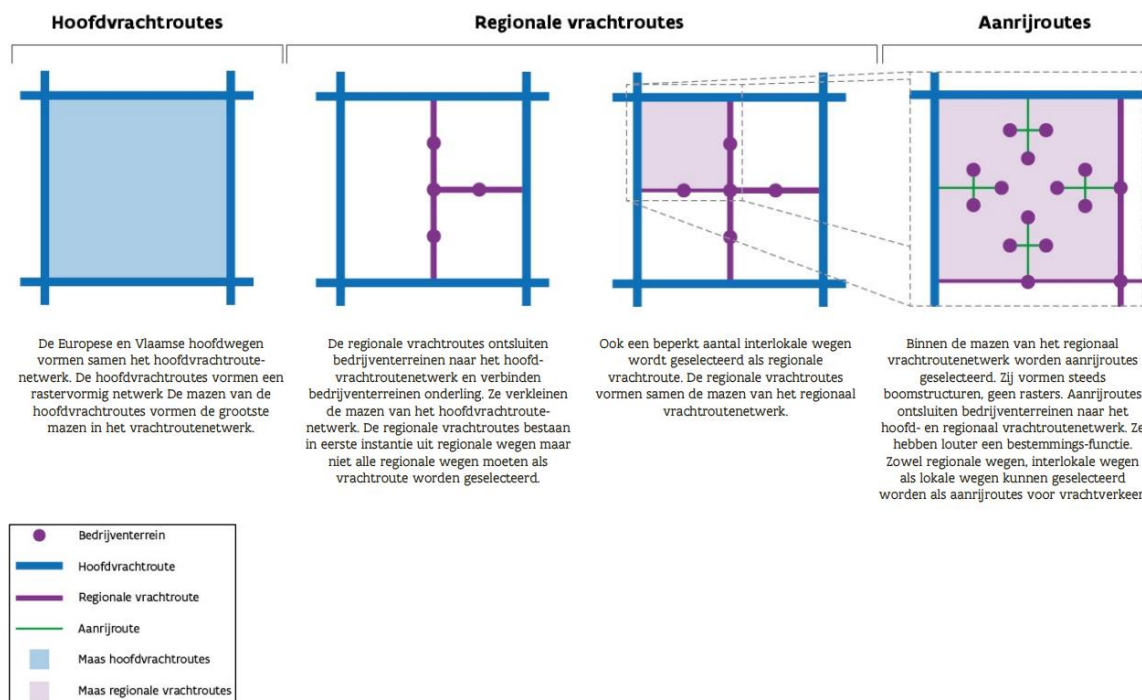 Hoofdvrachtroutes
Regionale vrachtroutes
Aanrijroutes
De Europese en Vlaamse hoofdwegen
vormen samen het hoofdvrachtroute-
netwerk. De hoofdvrachtroutes vormen een
rastervormig netwerk De mazen van de
hoofdvrachtroutes vormen de grootste
mazen in het vrachtroutenetwerk.
De regionale vrachtroutes ontsluiten
bedrijventerreinen naar het hoofd-
vrachtroutenetwerk en verbinden
bedrijventerreinen onderling. Ze verkleinen
de mazen van het hoofdvrachtroute-
netwerk. De regionale vrachtroutes bestaan
in eerste instantie uit regionale wegen maar
niet alle regionale wegen moeten als
vrachtroute worden geselecteerd.
Ook een beperkt aantal interlokale wegen
wordt geselecteerd als regionale
vrachtroute. De regionale vrachtroutes
vormen samen de mazen van het regionaal
vrachtroutenetwerk.
Binnen de mazen van het regionaal
vrachtroutenetwerk worden aanrijroutes
geselecteerd. Zij vormen steeds
boomstructuren, geen rasters. Aanrijroutes
ontsluiten bedrijventerreinen naar het
hoofd- en regionaal vrachtroutenetwerk. Ze
hebben louter een bestemmings-functie.
Zowel regionale wegen, interlokale wegen
als lokale wegen kunnen geselecteerd
worden als aanrijroutes voor vrachtverkeer
Bedrijventerrein
Hoofdvrachtroute
Regionale vrachtroute
Aanrijroute
Maas hoofdvrachtroutes
Maas regionale vrachtroutes